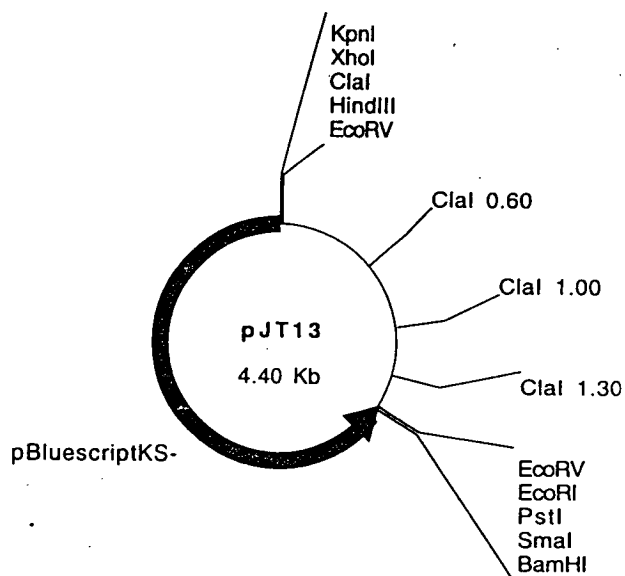 KpnI
XhoI
ClaI
HindIII
EcoRV
ClaI 0.60
ClaI 1.00
pJT13
4.40 Kb
ClaI 1.30
pBluescriptKS-
EcoRV
EcoRI
PstI
SmaI
BamHI